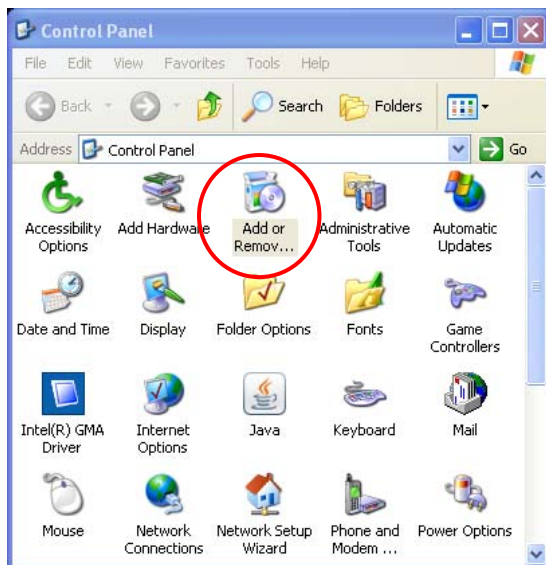 Control Panel
File Edit View Favorites Tools Help
Back Search Folders
Address Control Panel Go
Accessibility Options
Add Hardware
Add or Remov...
Administrative Tools
Automatic Updates
Date and Time
Display
Folder Options
Fonts
Game Controllers
Intel(R) GMA Driver
Internet Options
Java
Keyboard
Mail
Mouse
Network Connections
Network Setup Wizard
Phone and Modem ...
Power Options